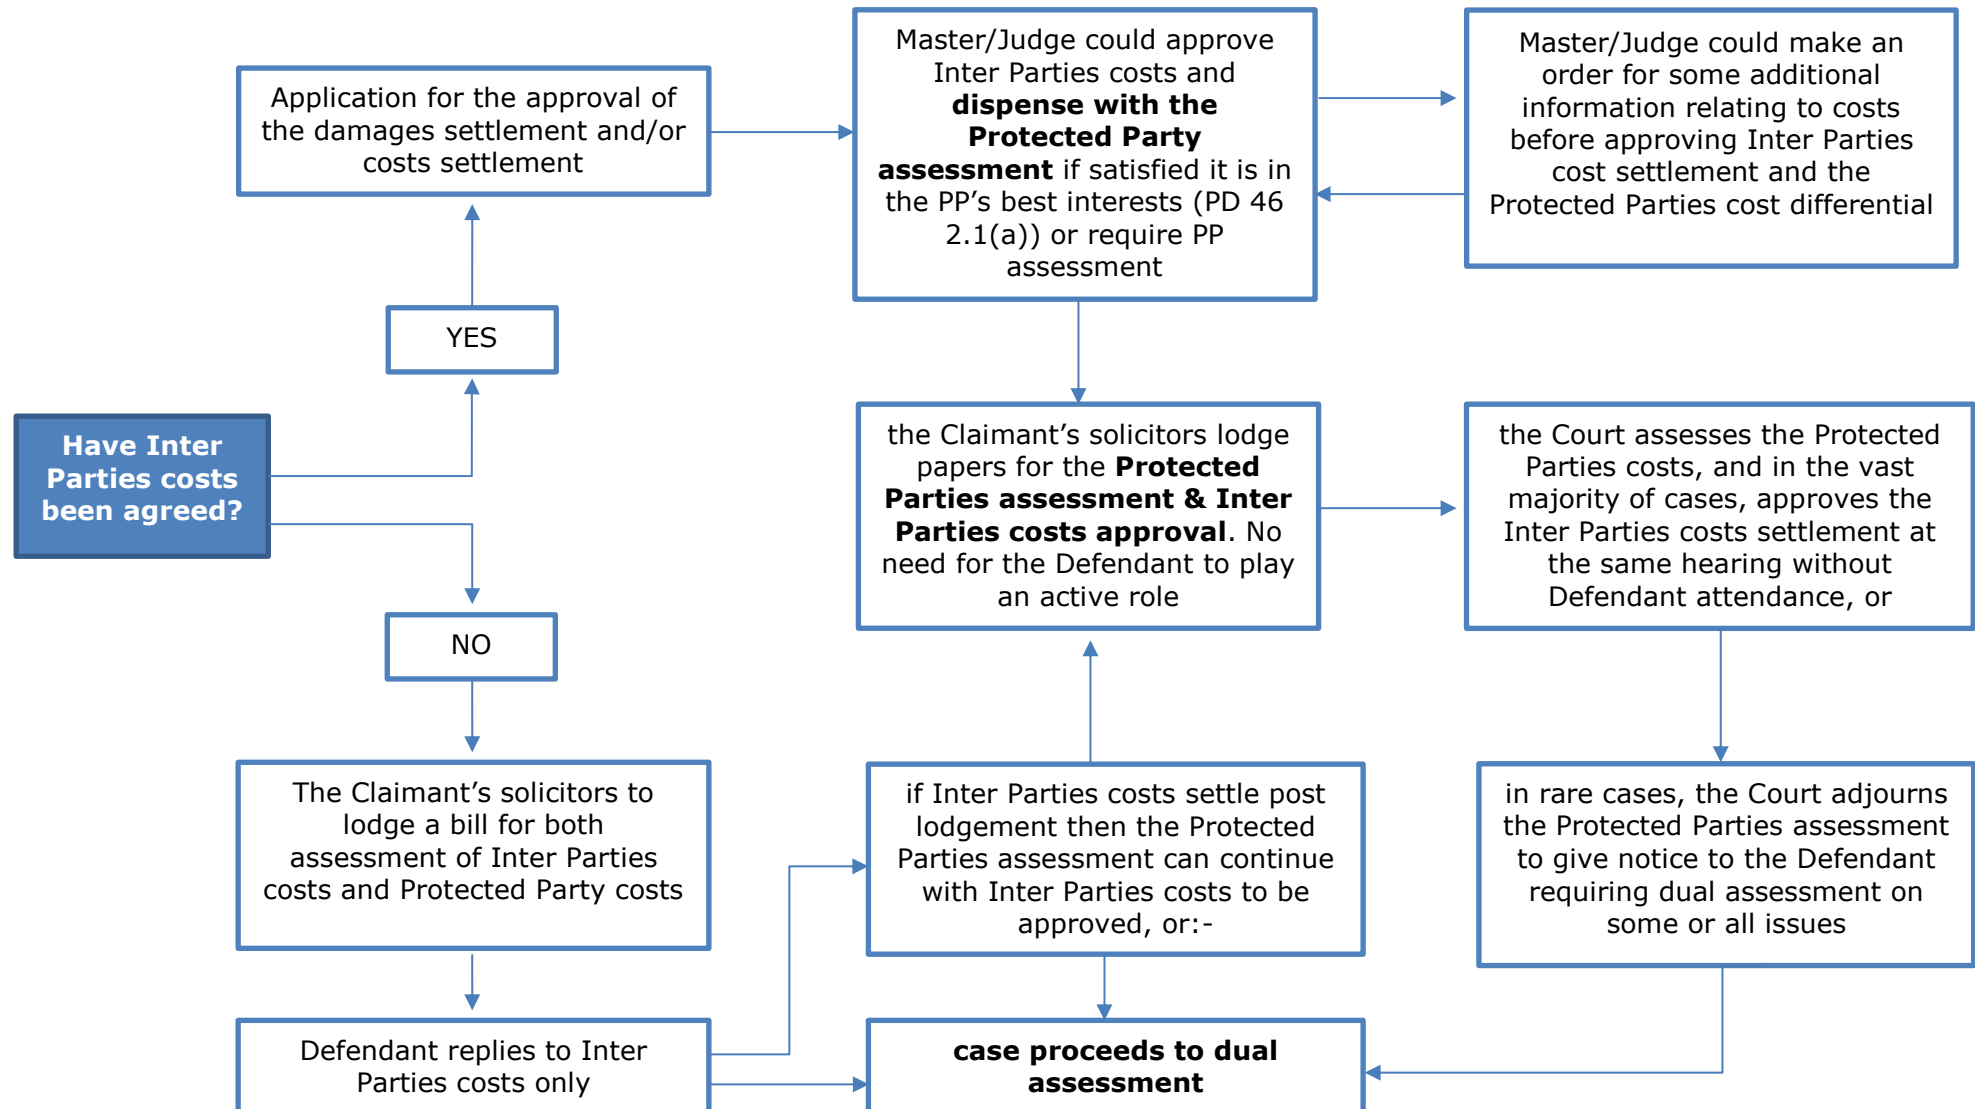 Have Inter
Parties costs
been agreed?
YES
Application for the approval of
the damages settlement and/or
costs settlement
Master/Judge could approve
Inter Parties costs and
dispense with the
Protected Party
assessment if satisfied it is in
the PP’s best interests (PD 46
2.1(a)) or require PP
assessment
Master/Judge could make an
order for some additional
information relating to costs
before approving Inter Parties
cost settlement and the
Protected Parties cost differential
the Claimant’s solicitors lodge
papers for the Protected
Parties assessment & Inter
Parties costs approval. No
need for the Defendant to play
an active role
the Court assesses the Protected
Parties costs, and in the vast
majority of cases, approves the
Inter Parties costs settlement at
the same hearing without
Defendant attendance, or
NO
The Claimant’s solicitors to
lodge a bill for both
assessment of Inter Parties
costs and Protected Party costs
if Inter Parties costs settle post
lodgement then the Protected
Parties assessment can continue
with Inter Parties costs to be
approved, or:-
in rare cases, the Court adjourns
the Protected Parties assessment
to give notice to the Defendant
requiring dual assessment on
some or all issues
Defendant replies to Inter
Parties costs only
case proceeds to dual
assessment